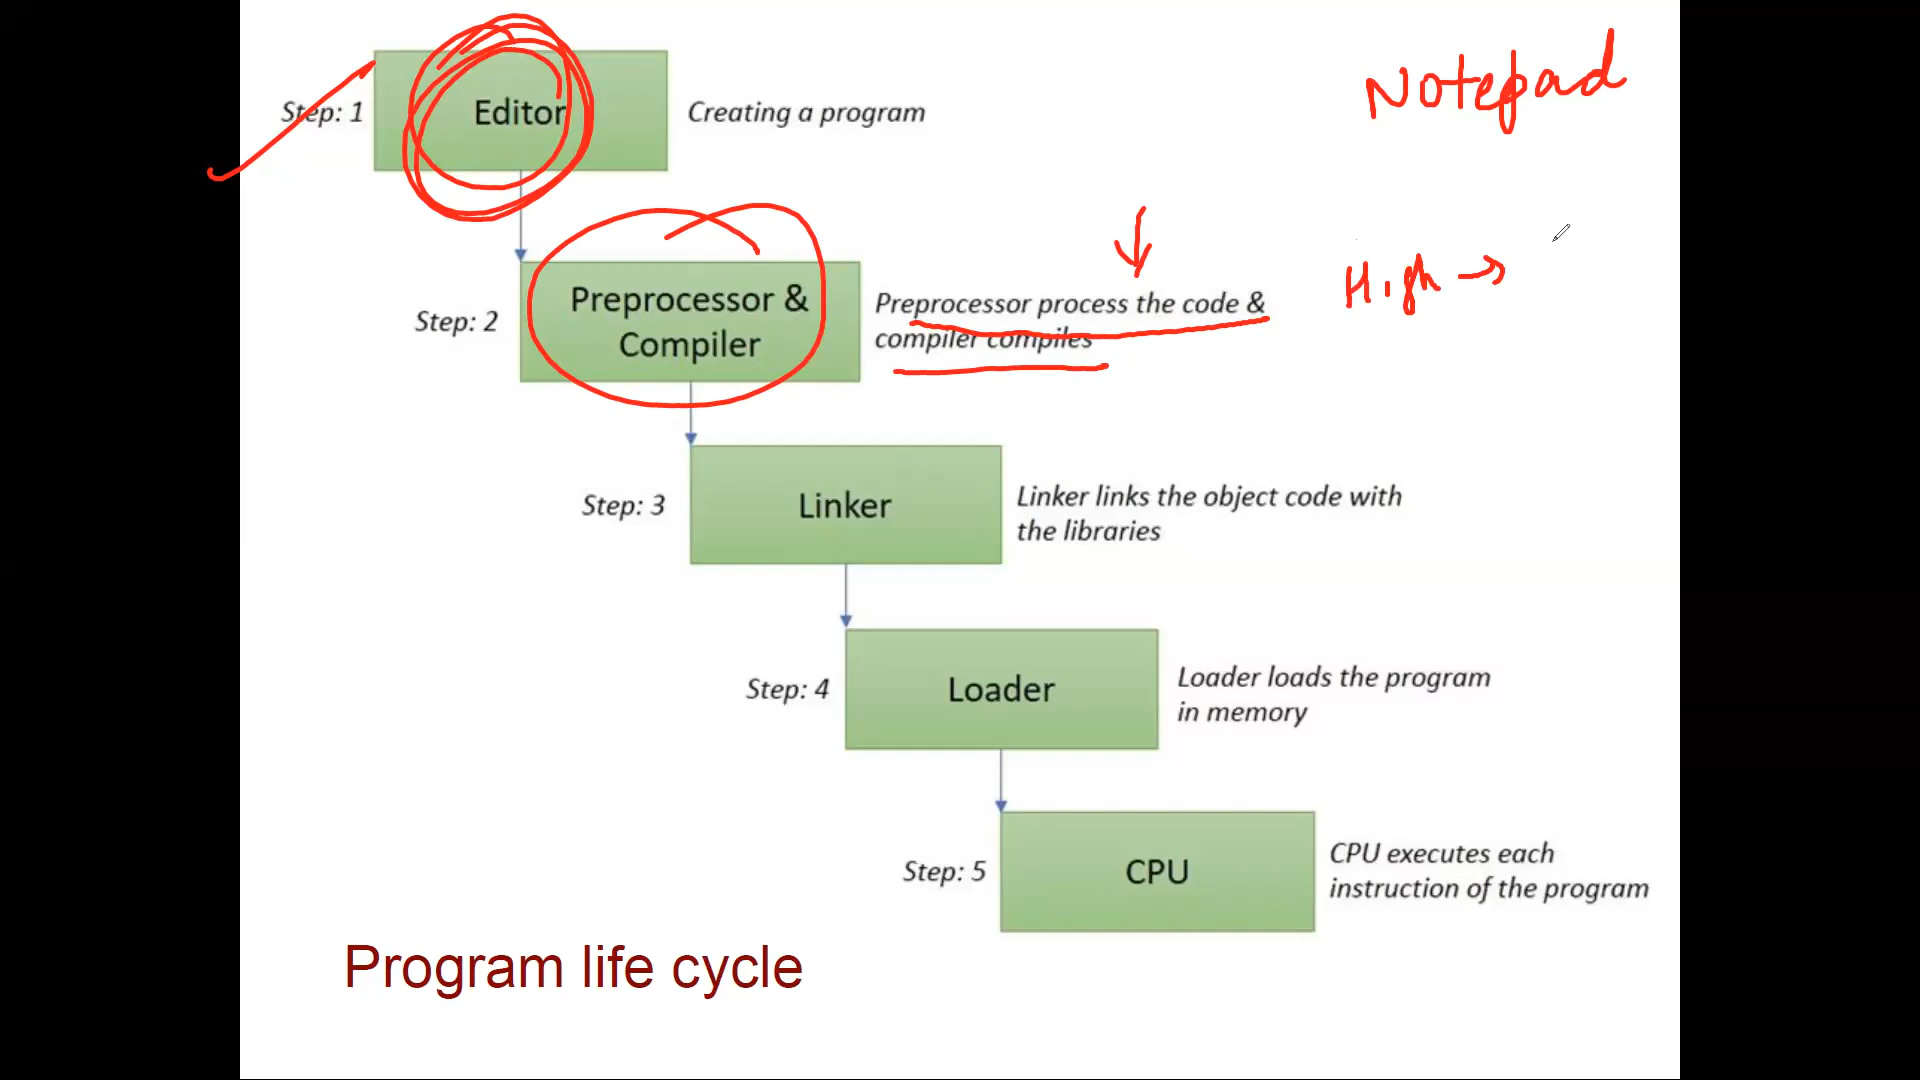 Notepad
Step: 1
Editor
Creating a program
High →
Step: 2
Preprocessor &
Compiler
Preprocessor process the code &
compiler compiles
Step: 3
Linker
Linker links the object code with
the libraries
Step: 4
Loader
Loader loads the program
in memory
Step: 5
CPU
CPU executes each
instruction of the program
Program life cycle